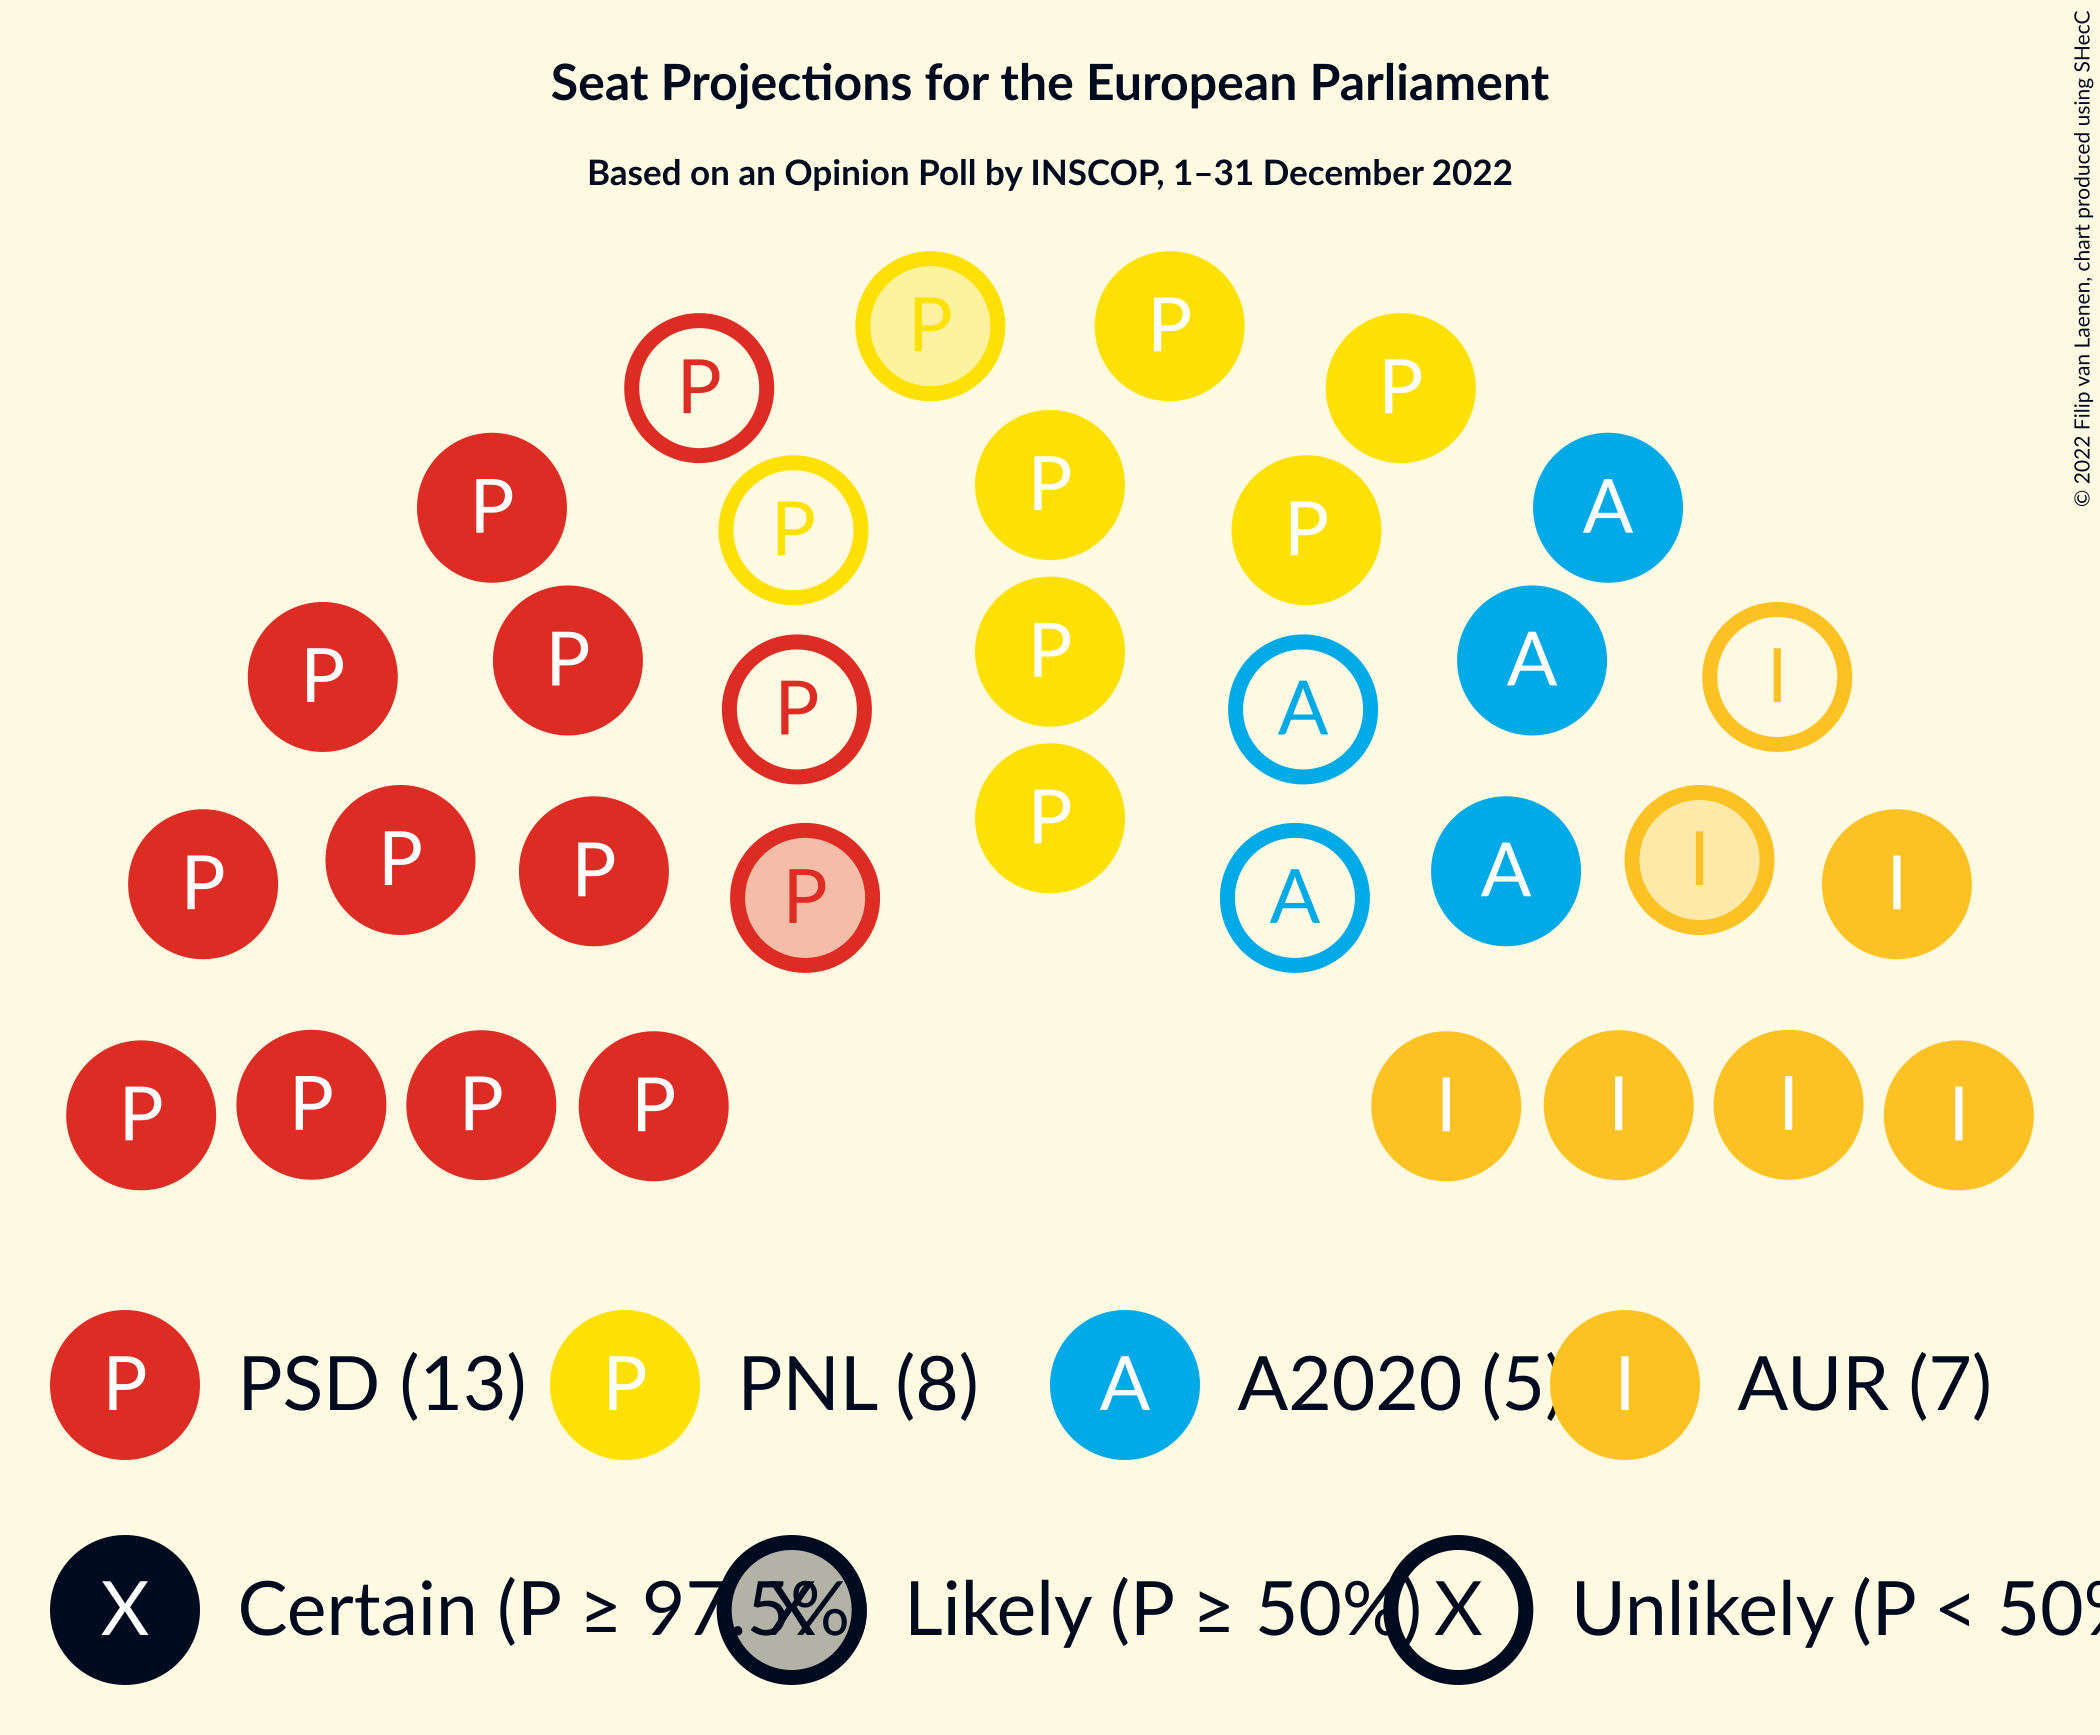 Seat Projections for the European Parliament
Based on an Opinion Poll by INSCOP, 1–31 December 2022
© 2022 Filip van Laenen, chart produced using SHecC
P P P
P P
P P P A
P
P P P A I
P A
P P P P P A A I I
P P P P I I I I
P PSD (13) P PNL (8) A A2020 (5) I AUR (7)
X Certain (P ≥ 97.5% X Likely (P ≥ 50%) X Unlikely (P < 50%